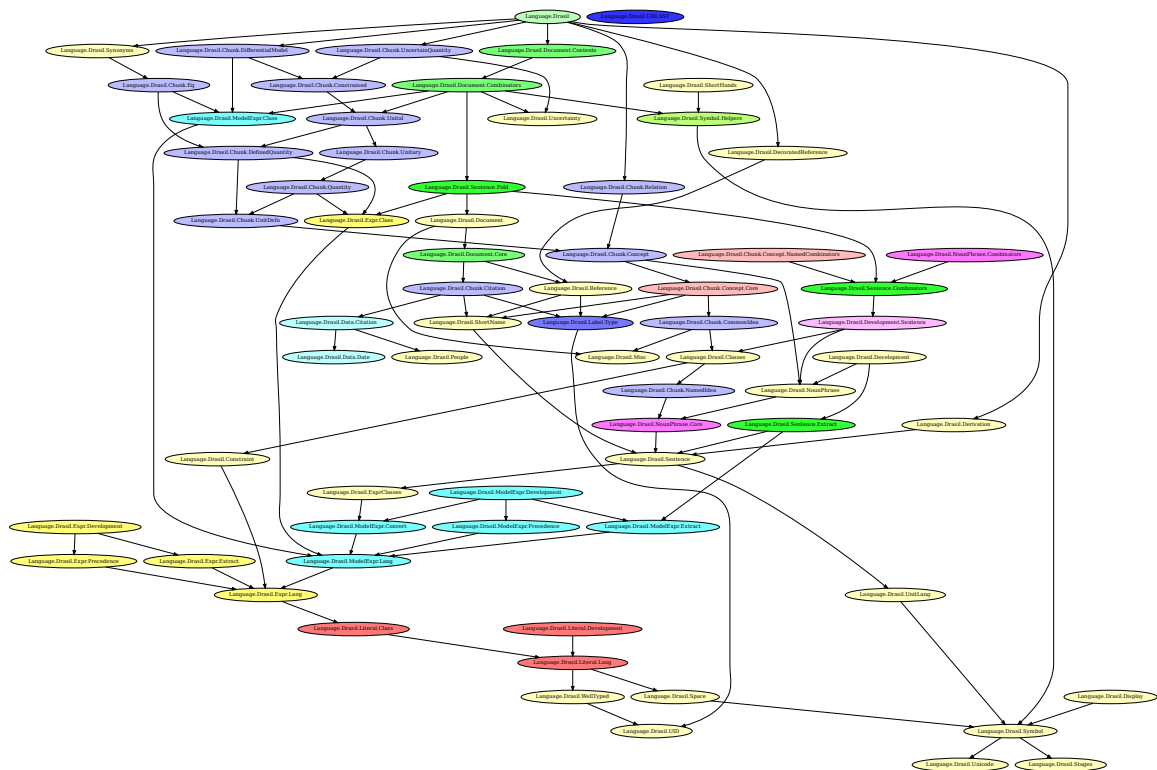 Language.Drasil
Language.Drasil.UID.AST
Language.Drasil.Synonyms
Language.Drasil.Chunk.DifferentialModel
Language.Drasil.Chunk.UncertainQuantity
Language.Drasil.Document.Contents
Language.Drasil.Chunk.Eq
Language.Drasil.Chunk.Constrained
Language.Drasil.Document.Combinators
Language.Drasil.ShortHands
Language.Drasil.ModelExpr.Class
Language.Drasil.Chunk.Unital
Language.Drasil.Uncertainty
Language.Drasil.Symbol.Helpers
Language.Drasil.Chunk.DefinedQuantity
Language.Drasil.Chunk.Unitary
Language.Drasil.DecoratedReference
Language.Drasil.Chunk.Quantity
Language.Drasil.Sentence.Fold
Language.Drasil.Chunk.Relation
Language.Drasil.Chunk.UnitDefn
Language.Drasil.Expr.Class
Language.Drasil.Document
Language.Drasil.Document.Core
Language.Drasil.Chunk.Concept
Language.Drasil.Chunk.Concept.NamedCombinators
Language.Drasil.NounPhrase.Combinators
Language.Drasil.Chunk.Citation
Language.Drasil.Reference
Language.Drasil.Chunk.Concept.Core
Language.Drasil.Sentence.Combinators
Language.Drasil.Data.Citation
Language.Drasil.ShortName
Language.Drasil.Label.Type
Language.Drasil.Chunk.CommonIdea
Language.Drasil.Development.Sentence
Language.Drasil.Data.Date
Language.Drasil.People
Language.Drasil.Misc
Language.Drasil.Classes
Language.Drasil.Development
Language.Drasil.Chunk.NamedIdea
Language.Drasil.NounPhrase
Language.Drasil.NounPhrase.Core
Language.Drasil.Sentence.Extract
Language.Drasil.Derivation
Language.Drasil.Constraint
Language.Drasil.Sentence
Language.Drasil.ExprClasses
Language.Drasil.ModelExpr.Development
Language.Drasil.Expr.Development
Language.Drasil.ModelExpr.Convert
Language.Drasil.ModelExpr.Precedence
Language.Drasil.ModelExpr.Extract
Language.Drasil.Expr.Precedence
Language.Drasil.Expr.Extract
Language.Drasil.ModelExpr.Lang
Language.Drasil.Expr.Lang
Language.Drasil.UnitLang
Language.Drasil.Literal.Class
Language.Drasil.Literal.Development
Language.Drasil.Literal.Lang
Language.Drasil.WellTyped
Language.Drasil.Space
Language.Drasil.Display
Language.Drasil.UID
Language.Drasil.Symbol
Language.Drasil.Unicode
Language.Drasil.Stages